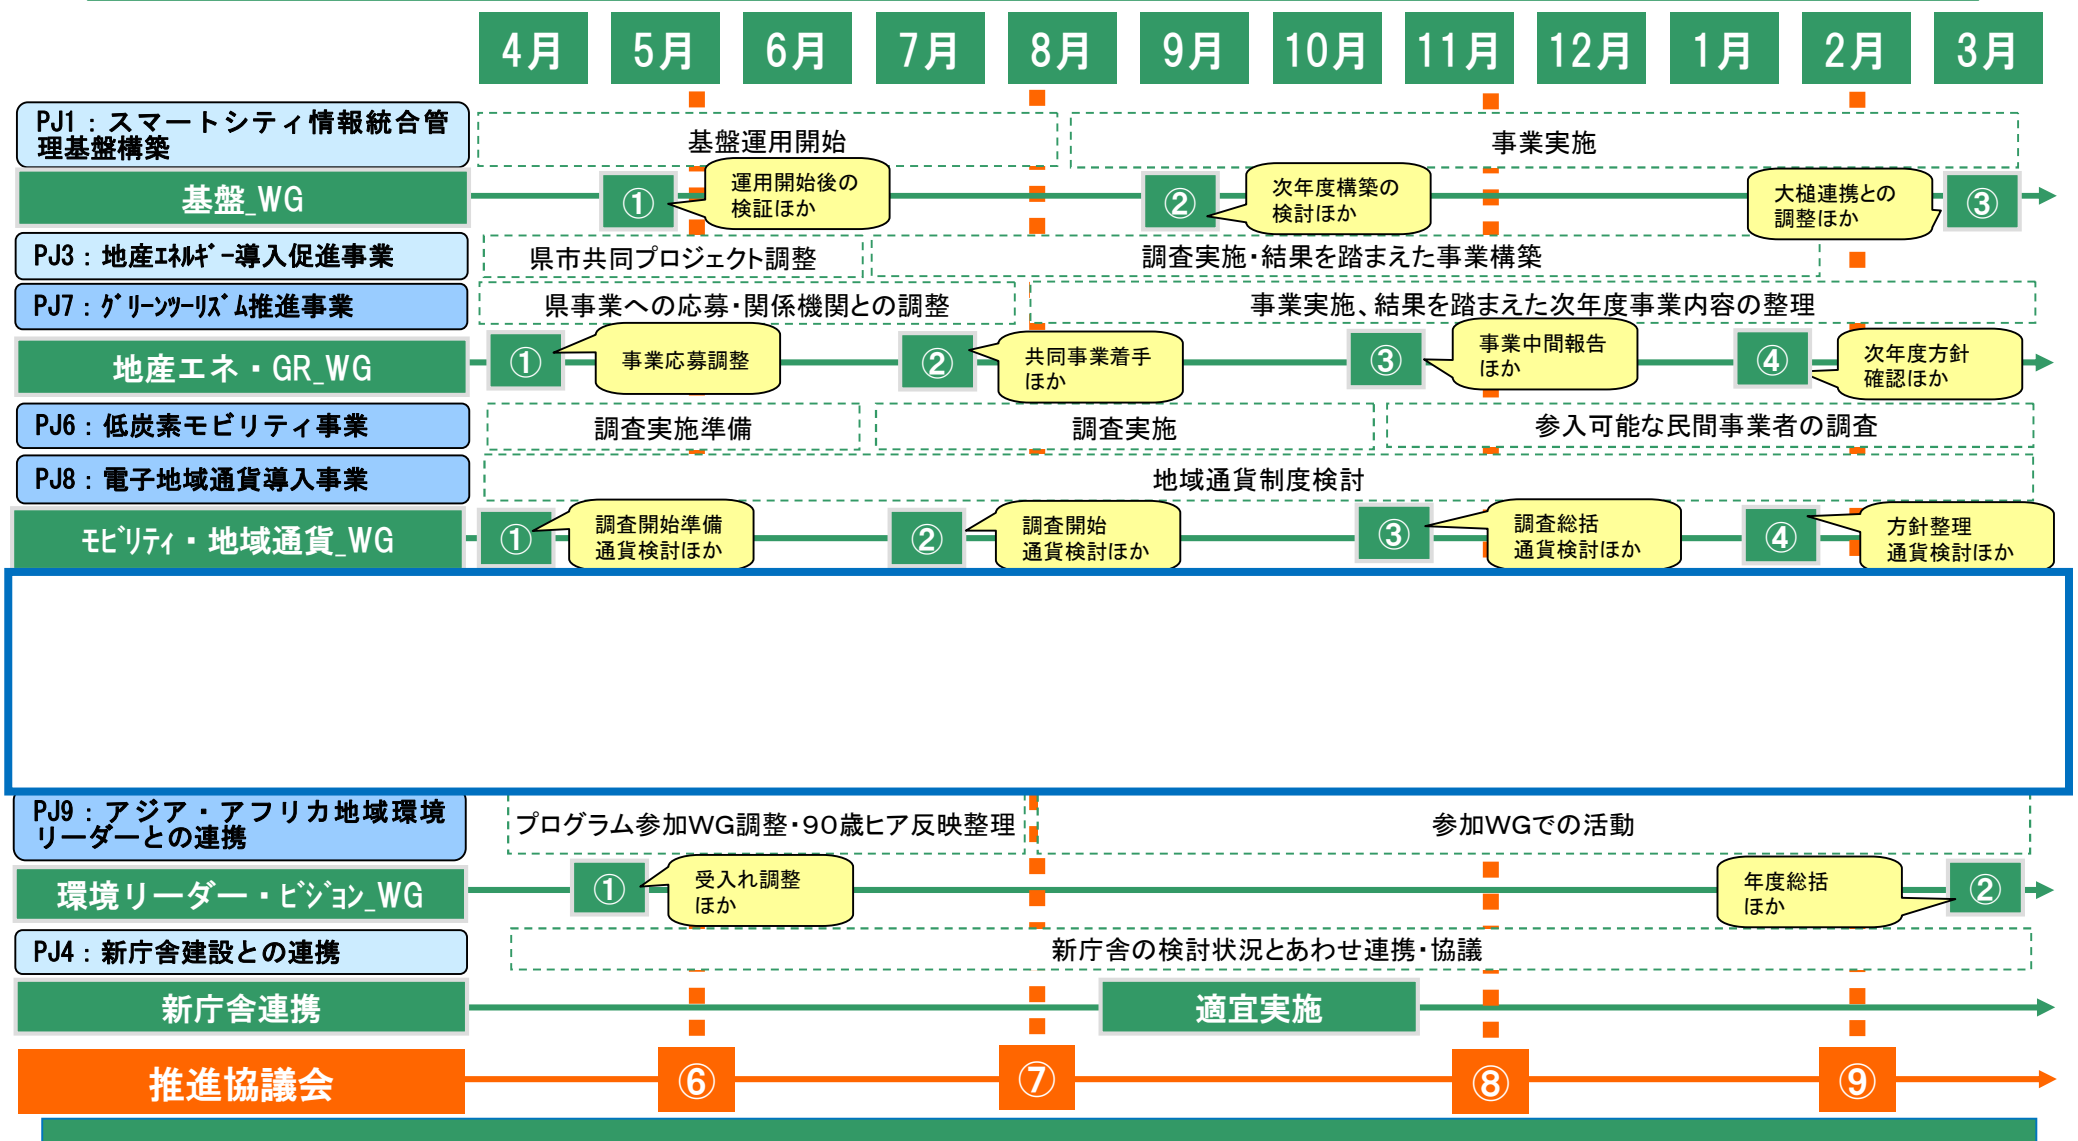 4月 5月 6月 7月 8月 9月 10月 11月 12月 1月 2月 3月
PJ1：スマートシティ情報統合管
理基盤構築
基盤運用開始
事業実施
基盤_WG
①
運用開始後の
検証ほか
②
次年度構築の
検討ほか
大槌連携との
調整ほか
③
PJ3：地産ｴﾈﾙｷﾞｰ導入促進事業
県市共同プロジェクト調整
調査実施・結果を踏まえた事業構築
PJ7：ｸﾞﾘｰﾝﾂｰﾘｽﾞﾑ推進事業
県事業への応募・関係機関との調整
事業実施、結果を踏まえた次年度事業内容の整理
地産エネ・GR_WG
①
事業応募調整
②
共同事業着手
ほか
③
事業中間報告
ほか
④
次年度方針
確認ほか
PJ6：低炭素モビリティ事業
調査実施準備
調査実施
参入可能な民間事業者の調査
PJ8：電子地域通貨導入事業
地域通貨制度検討
ﾓﾋﾞﾘﾃｨ・地域通貨_WG
①
調査開始準備
通貨検討ほか
②
調査開始
通貨検討ほか
③
調査総括
通貨検討ほか
④
方針整理
通貨検討ほか
PJ9：アジア・アフリカ地域環境
リーダーとの連携
プログラム参加WG調整・90歳ヒア反映整理
参加WGでの活動
環境リーダー・ﾋﾞｼﾞｮﾝ_WG
①
受入れ調整
ほか
年度総括
ほか
②
PJ4：新庁舎建設との連携
新庁舎の検討状況とあわせ連携・協議
新庁舎連携
適宜実施
推進協議会
⑥
⑦
⑧
⑨